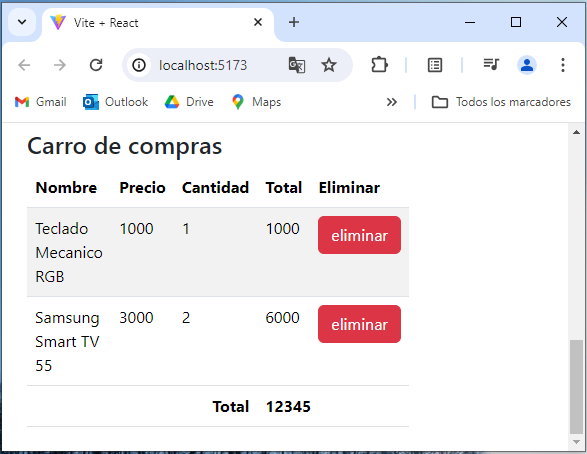 Vite + React
localhost:5173
Gmail Outlook Drive Maps Todos los marcadores
Carro de compras
Nombre Precio Cantidad Total Eliminar
Teclado Mecanico RGB 1000 1 1000 eliminar
Samsung Smart TV 55 3000 2 6000 eliminar
Total 12345